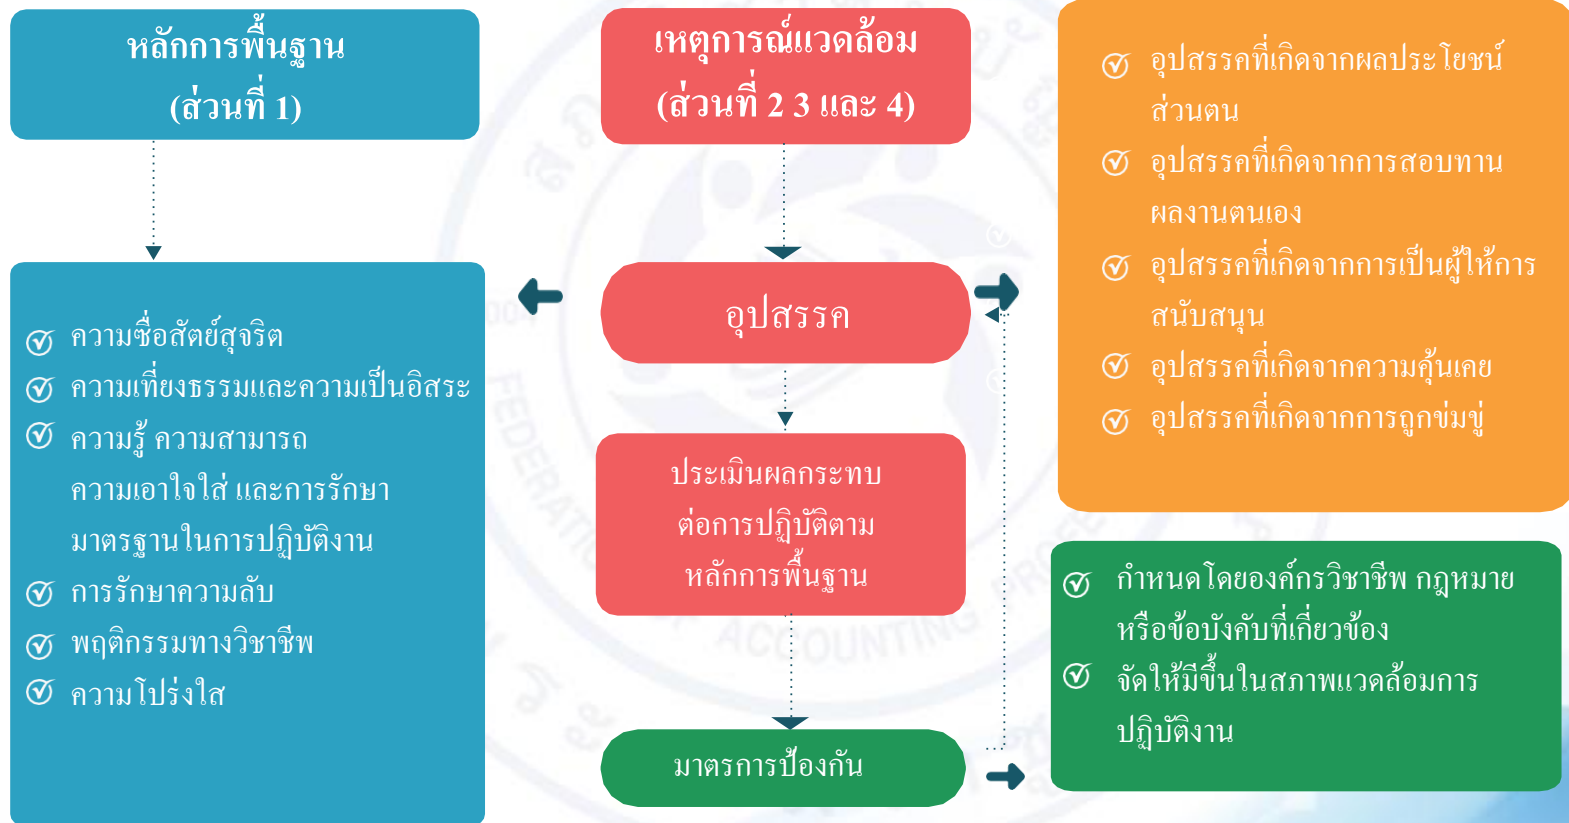 หลักการพื้นฐาน
(ส่วนที่ 1)
เหตุการณ์แวดล้อม
(ส่วนที่ 2 3 และ 4)
อุปสรรคที่เกิดจากผลประโยชน์
ส่วนตน
อุปสรรคที่เกิดจากการสอบทาน
ผลงานตนเอง
อุปสรรคที่เกิดจากการเป็นผู้ให้การ
สนับสนุน
อุปสรรคที่เกิดจากความคุ้นเคย
อุปสรรคที่เกิดจากการถูกข่มขู่
อุปสรรค
ความซื่อสัตย์สุจริต
ความเที่ยงธรรมและความเป็นอิสระ
ความรู้ ความสามารถ
ความเอาใจใส่ และการรักษา
มาตรฐานในการปฏิบัติงาน
การรักษาความลับ
พฤติกรรมทางวิชาชีพ
ความโปร่งใส
ประเมินผลกระทบ
ต่อการปฏิบัติตาม
หลักการพื้นฐาน
มาตรการป้องกัน
กำหนดโดยองค์กรวิชาชีพ กฎหมาย
หรือข้อบังคับที่เกี่ยวข้อง
จัดให้มีขึ้นในสภาพแวดล้อมการ
ปฏิบัติงาน
ACCOUNTING